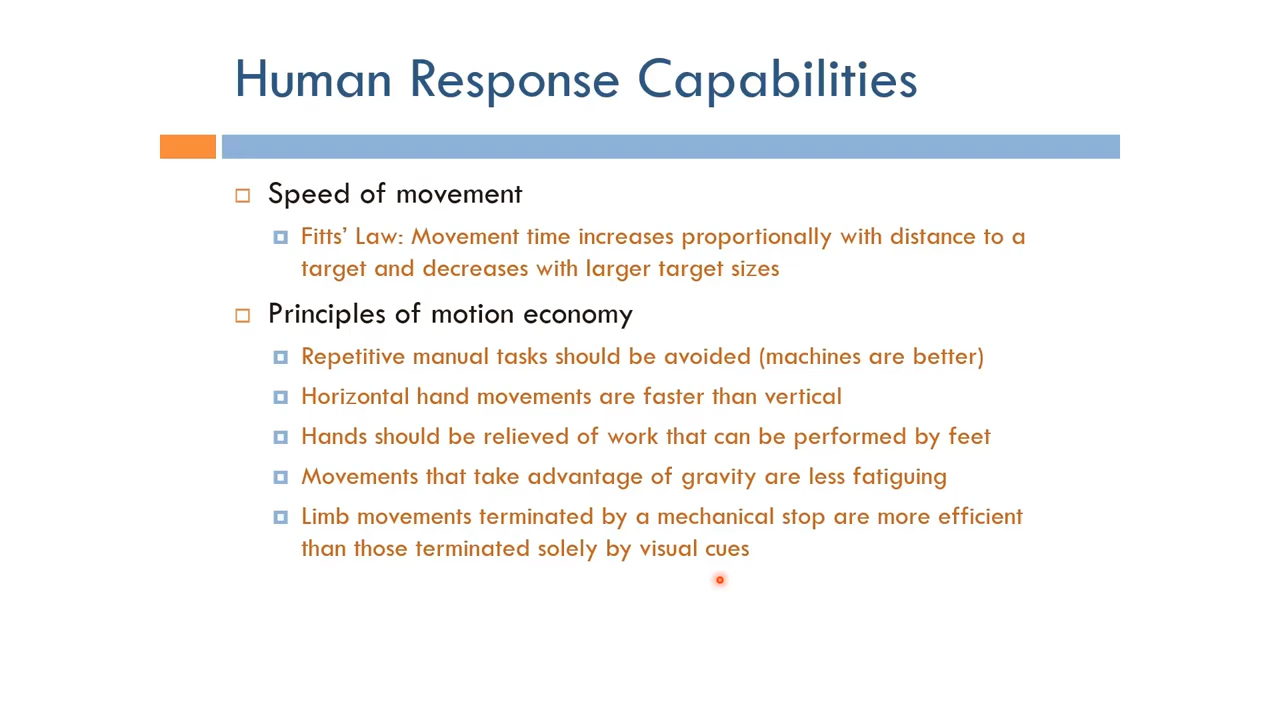 Human Response Capabilities
Speed of movement
Fitts’ Law: Movement time increases proportionally with distance to a
target and decreases with larger target sizes
Principles of motion economy
Repetitive manual tasks should be avoided (machines are better)
Horizontal hand movements are faster than vertical
Hands should be relieved of work that can be performed by feet
Movements that take advantage of gravity are less fatiguing
Limb movements terminated by a mechanical stop are more efficient
than those terminated solely by visual cues